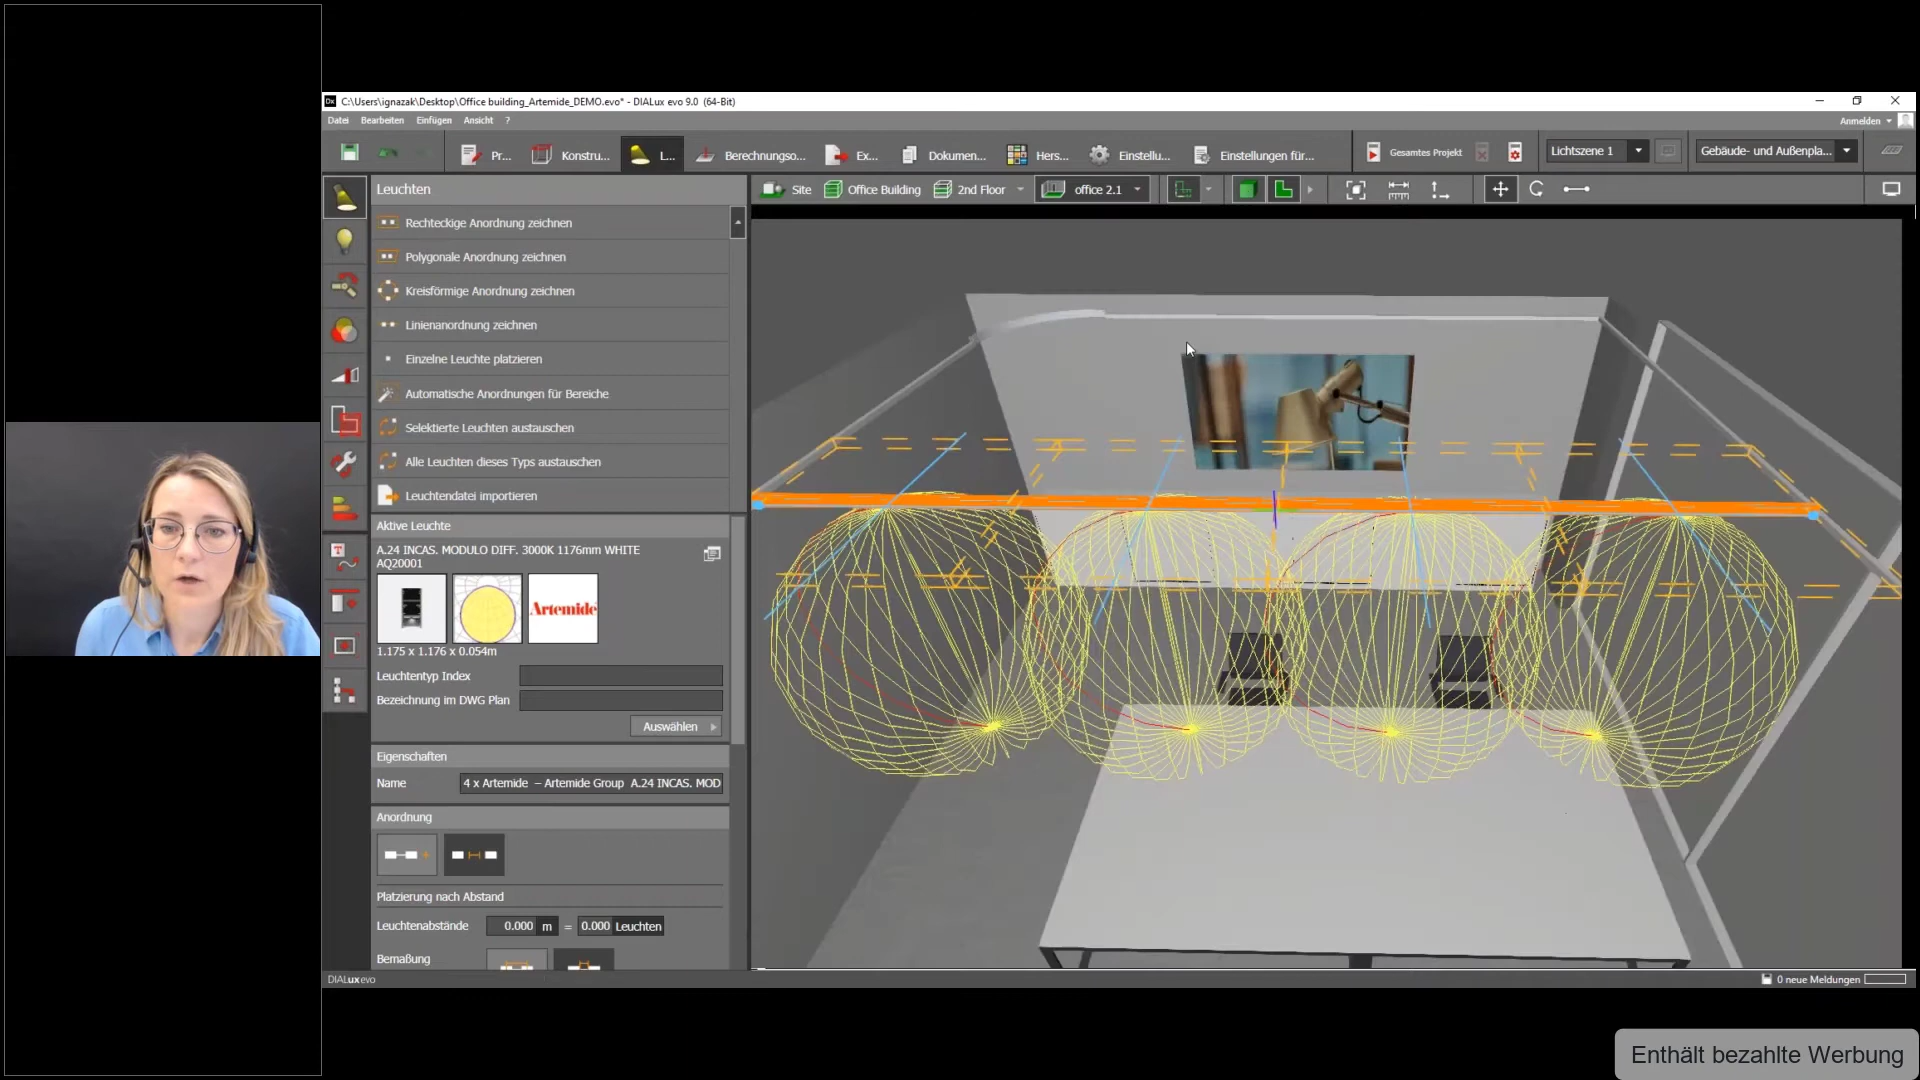 C:\Users\ignazak\Desktop\Office building_Artemide_DEMO.evo* - DIALux evo 9.0 (64-Bit)
Datei Bearbeiten Einfügen Ansicht ?
Anmelden
Pr... Konstru... L... Berechnungso... Ex... Dokumen... Hers... Einstellu... Einstellungen für... Gesamtes Projekt Lichtszene 1 Gebäude- und Außenpla...
Leuchten
Site Office Building 2nd Floor office 2.1
Rechteckige Anordnung zeichnen
Polygonale Anordnung zeichnen
Kreisförmige Anordnung zeichnen
Linienanordnung zeichnen
Einzelne Leuchte platzieren
Automatische Anordnungen für Bereiche
Selektierte Leuchten austauschen
Alle Leuchten dieses Typs austauschen
Leuchtendatei importieren
Aktive Leuchte
A.24 INCAS. MODULO DIFF. 3000K 1176mm WHITE
AQ20001
Artemide
1.175 x 1.176 x 0.054m
Leuchtentyp Index
Bezeichnung im DWG Plan
Auswählen
Eigenschaften
Name 4 x Artemide – Artemide Group A.24 INCAS. MOD
Anordnung
Platzierung nach Abstand
Leuchtenabstände 0.000 m = 0.000 Leuchten
Bemaßung
DIALux evo
0 neue Meldungen
Enthält bezahlte Werbung